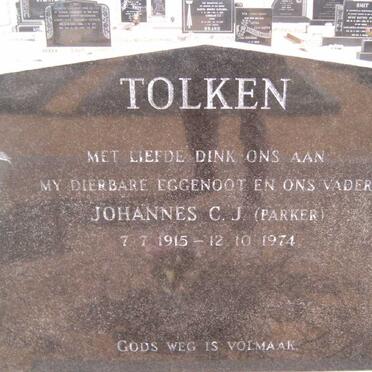 TOLKEN
MET LIEFDE DINK ONS AAN
MY DIERBARE EGGENOOT EN ONS VADER
JOHANNES C. J. (PARKER)
7. 7. 1915 – 12. 10. 1974
GODS WEG IS VOLMAAK.